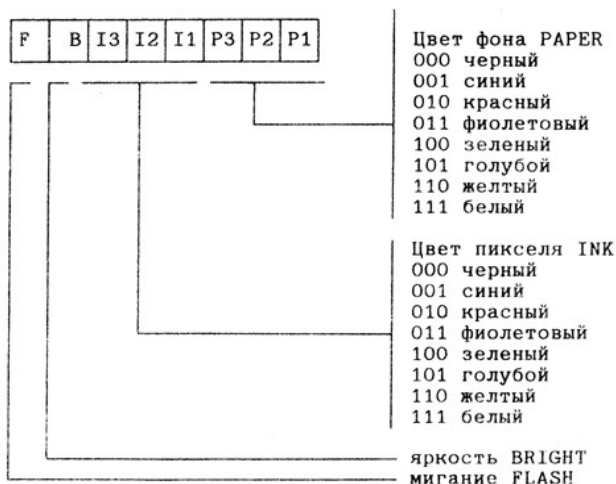 F B I3 I2 I1 P3 P2 P1
Цвет фона PAPER
000 черный
001 синий
010 красный
011 фиолетовый
100 зеленый
101 голубой
110 желтый
111 белый
Цвет пикселя INK
000 черный
001 синий
010 красный
011 фиолетовый
100 зеленый
101 голубой
110 желтый
111 белый
яркость BRIGHT
мигание FLASH